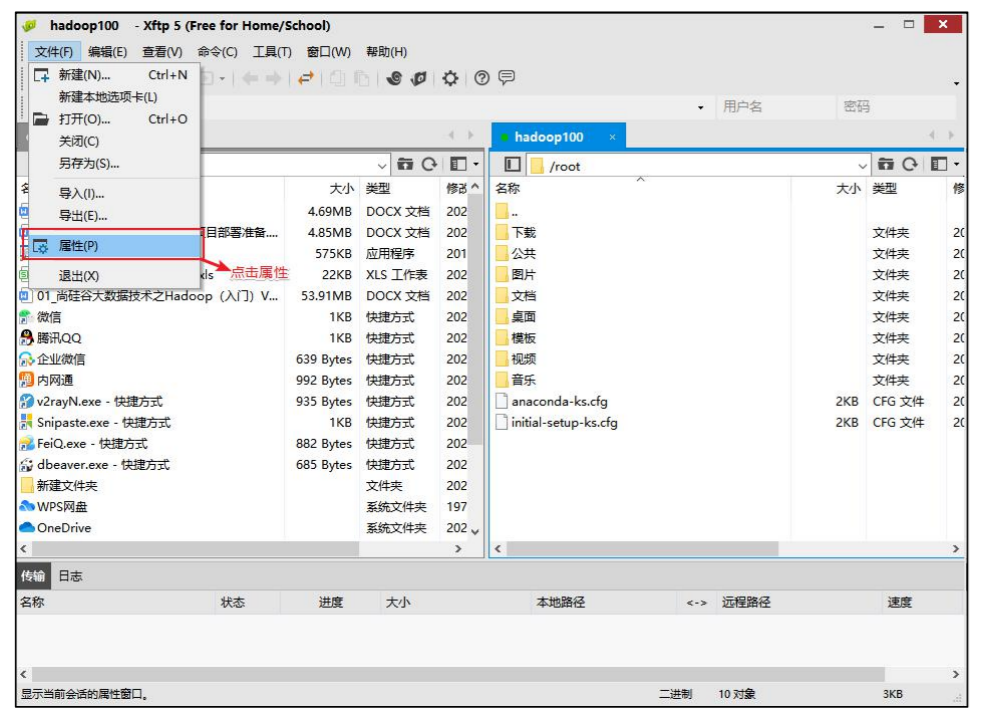 hadoop100 - Xftp 5 (Free for Home/School)
文件(F) 编辑(E) 查看(V) 命令(C) 工具(T) 窗口(W) 帮助(H)
新建(N)... Ctrl+N
新建本地选项卡(L)
打开(O)... Ctrl+O
关闭(C)
另存为(S)...
导入(I)...
导出(E)...
属性(P)
退出(X)
点击属性
用户名 密码
hadoop100 ×
/root
大小 类型
4.69MB DOCX 文档 202
目部署准备.... 4.85MB DOCX 文档 202
575KB 应用程序 201
xls 22KB XLS 工作表 202
01_尚硅谷大数据技术之Hadoop（入门）V... 53.91MB DOCX 文档 202
微信 1KB 快捷方式 202
腾讯QQ 1KB 快捷方式 202
企业微信 639 Bytes 快捷方式 202
内网通 992 Bytes 快捷方式 202
v2rayN.exe - 快捷方式 935 Bytes 快捷方式 202
Snipaste.exe - 快捷方式 1KB 快捷方式 202
FeiQ.exe - 快捷方式 882 Bytes 快捷方式 202
dbeaver.exe - 快捷方式 685 Bytes 快捷方式 202
新建文件夹 文件夹 202
WPS网盘 系统文件夹 197
OneDrive 系统文件夹 202
名称 大小 类型 修
..
下载 文件夹 20
公共 文件夹 20
图片 文件夹 20
文档 文件夹 20
桌面 文件夹 20
模板 文件夹 20
视频 文件夹 20
音乐 文件夹 20
anaconda-ks.cfg 2KB CFG 文件 20
initial-setup-ks.cfg 2KB CFG 文件 20
传输 日志
名称 状态 进度 大小 本地路径 <-> 远程路径 速度
显示当前会话的属性窗口。 二进制 10 对象 3KB